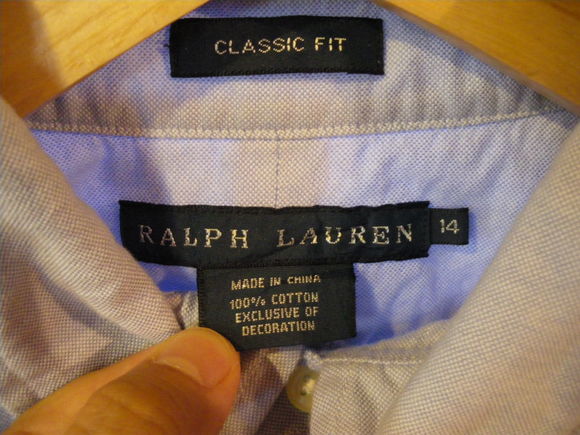 CLASSIC FIT
RALPH LAUREN
14
MADE IN CHINA
100% COTTON
EXCLUSIVE OF
DECORATION